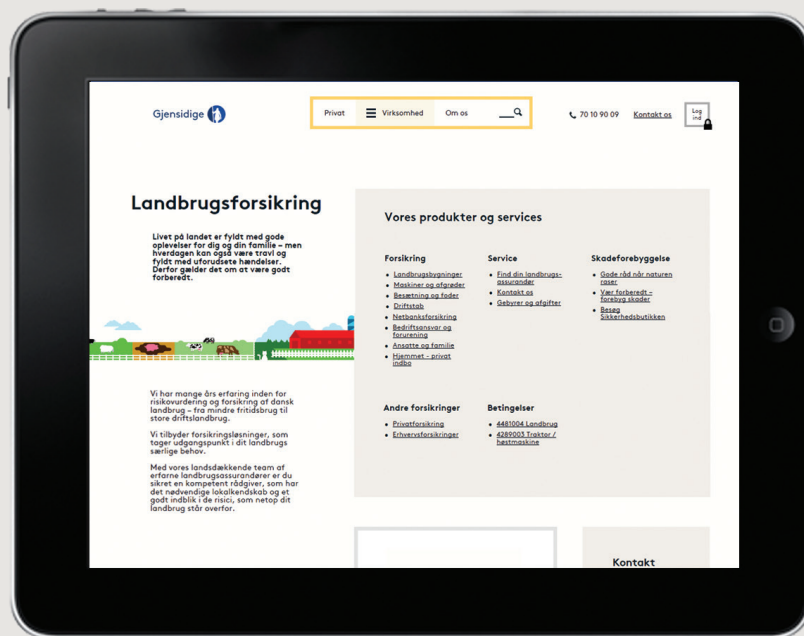 Gjensidige
Privat
Virksomhed
Om os
70 10 90 09
Kontakt os
Log
ind
Landbrugsforsikring
Livet på landet er fyldt med gode
oplevelser for dig og din familie – men
hverdagen kan også være travl og
fyldt med uforudsete hændelser.
Derfor gælder det om at være godt
forberedt.
Vi har mange års erfaring inden for
risikovurdering og forsikring af dansk
landbrug – fra mindre fritidsbrug til
store driftslandbrug.
Vi tilbyder forsikringsløsninger, som
tager udgangspunkt i dit landbrugs
særlige behov.
Med vores landsdækkende team af
erfarne landbrugsassurandører er du
sikret en kompetent rådgiver, som har
det nødvendige lokalkendskab og et
godt indblik i de risici, som netop dit
landbrug står overfor.
Vores produkter og services
Forsikring
Landbrugsbygninger
Maskiner og afgrøder
Besætning og foder
Driftstab
Netbanksforsikring
Bedriftsansvar og
forurening
Ansatte og familie
Hjemmet – privat
indbo
Service
Find din landbrugs-
assurandør
Kontakt os
Gebyrer og afgifter
Skadeforebyggelse
Gode råd når naturen
raser
Vær forberedt –
forebyg skader
Besøg
Sikkerhedsbutikken
Andre forsikringer
Privatforsikring
Erhvervsforsikringer
Betingelser
4481004 Landbrug
4289003 Traktor /
høstmaskine
Kontakt